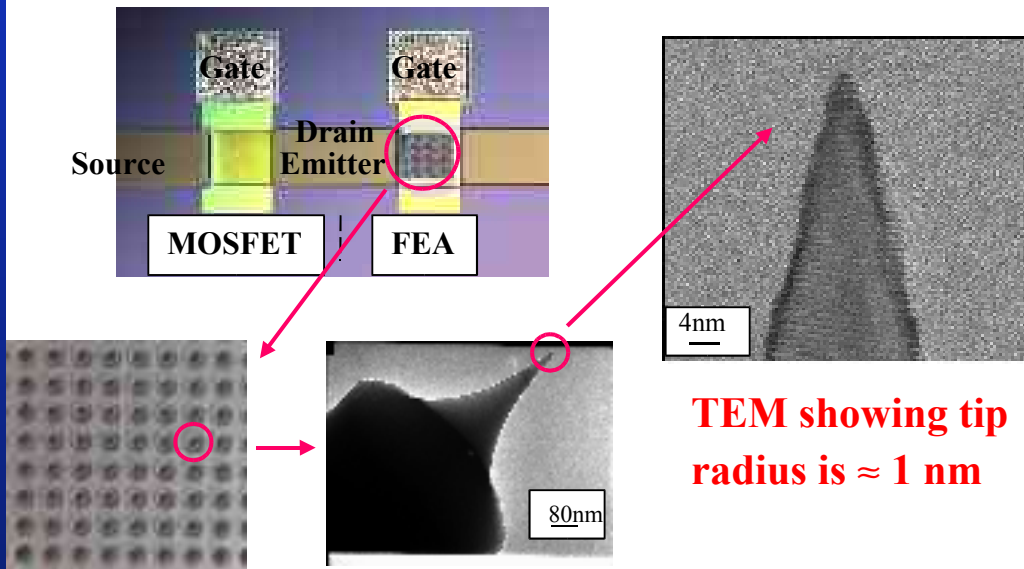 Gate
Gate
Source
Drain
Emitter
MOSFET
FEA
4nm
80nm
TEM showing tip
radius is ≈ 1 nm